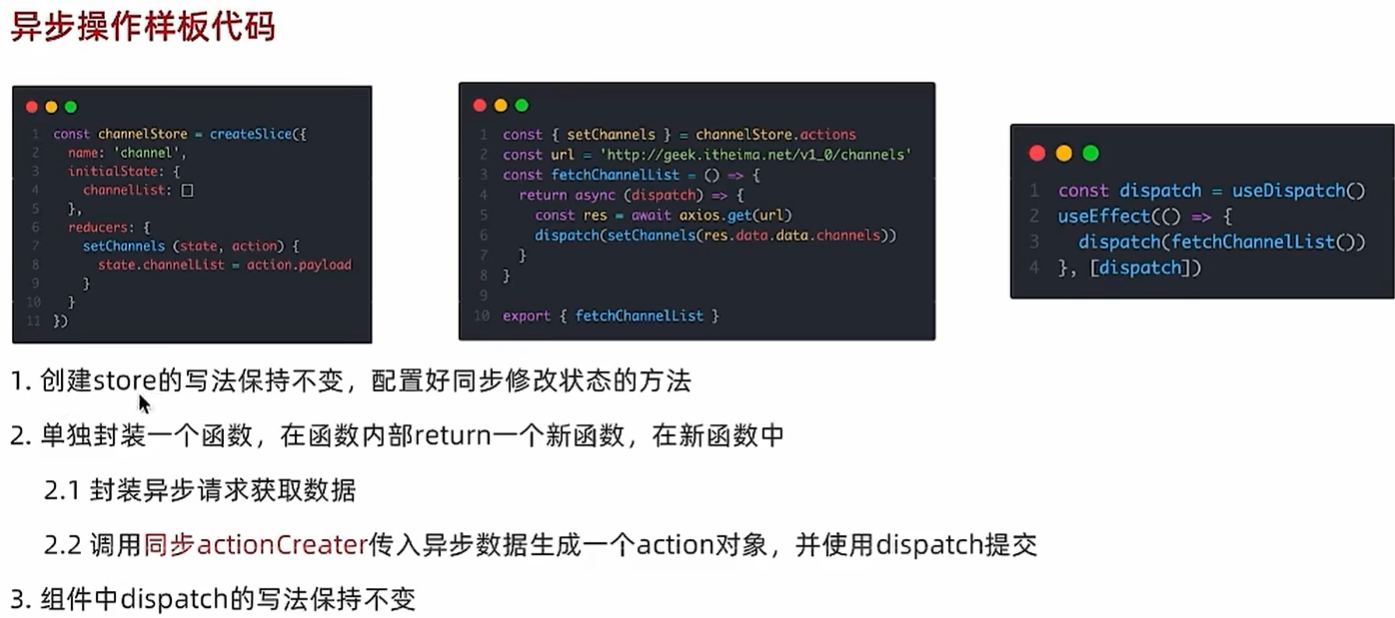 异步操作样板代码
1 const channelStore = createSlice({
2 name: 'channel',
3 initialState: {
4 channelList: []
5 },
6 reducers: {
7 setChannels (state, action) {
8 state.channelList = action.payload
9 }
10 }
11 })
1 const { setChannels } = channelStore.actions
2 const url = 'http://geek.itheima.net/v1_0/channels'
3 const fetchChannelList = () => {
4 return async (dispatch) => {
5 const res = await axios.get(url)
6 dispatch(setChannels(res.data.data.channels))
7 }
8 }
9
10 export { fetchChannelList }
1 const dispatch = useDispatch()
2 useEffect(() => {
3 dispatch(fetchChannelList())
4 }, [dispatch])
1. 创建store的写法保持不变，配置好同步修改状态的方法
2. 单独封装一个函数，在函数内部return一个新函数，在新函数中
2.1 封装异步请求获取数据
2.2 调用同步actionCreater传入异步数据生成一个action对象，并使用dispatch提交
3. 组件中dispatch的写法保持不变